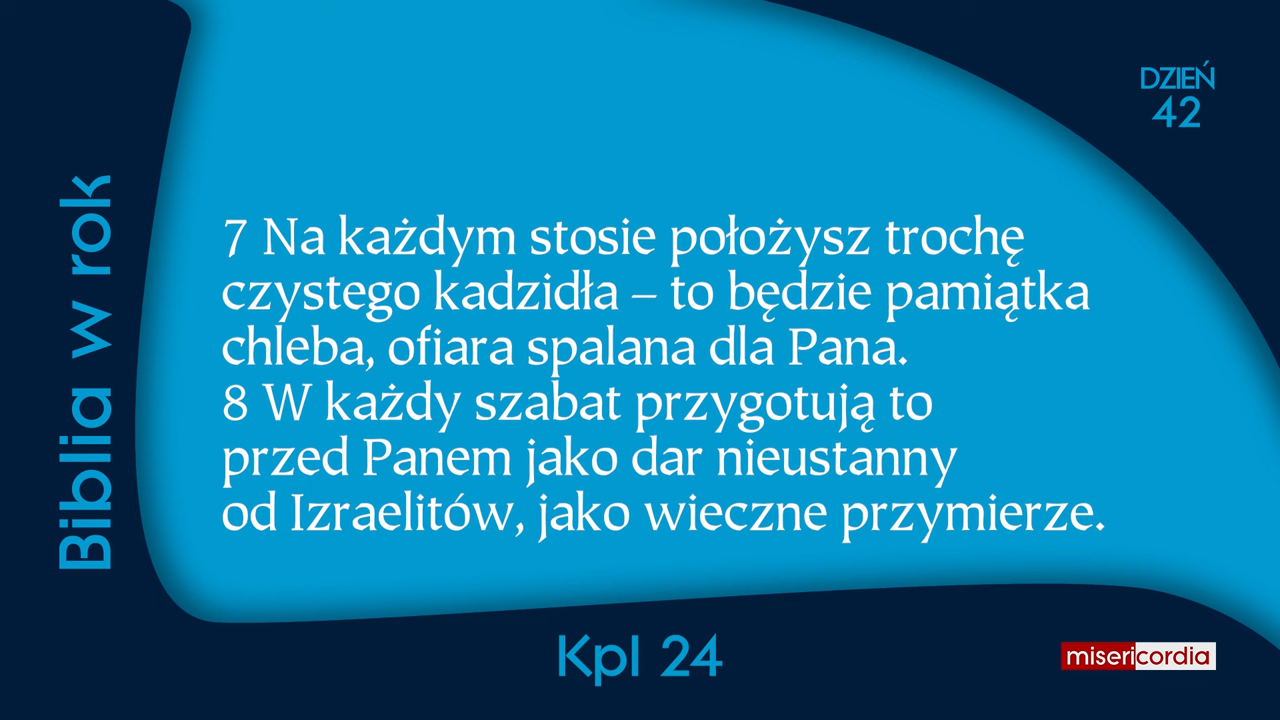 DZIEŃ
42
Biblia w rok
7 Na każdym stosie położysz trochę
czystego kadzidła – to będzie pamiątka
chleba, ofiara spalana dla Pana.
8 W każdy szabat przygotują to
przed Panem jako dar nieustanny
od Izraelitów, jako wieczne przymierze.
Kpl 24
misericordia